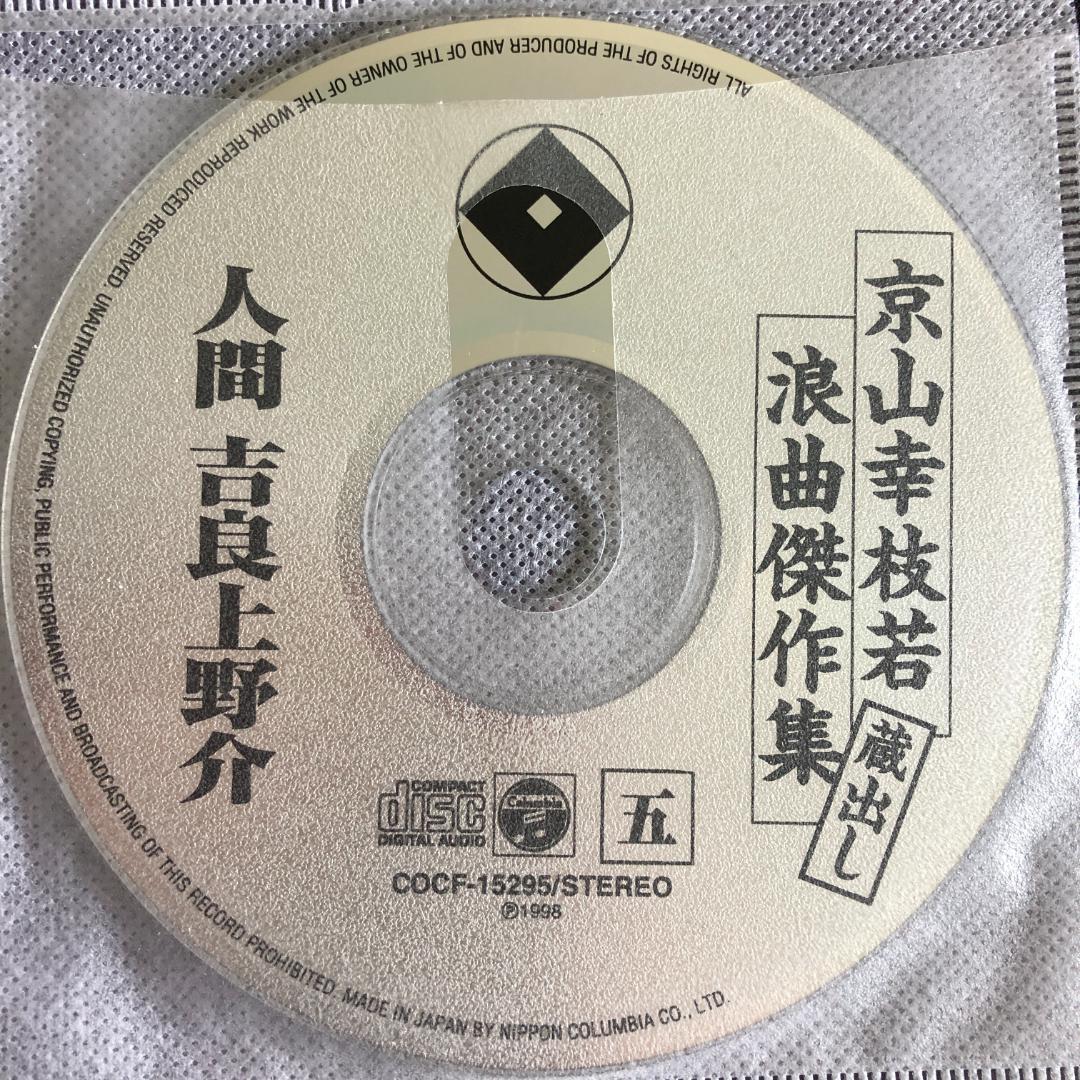 京山幸枝若
浪曲傑作集
蔵出し
人間 吉良上野介
COMPACT
disc
DIGITAL AUDIO
Columbia
五
COCF-15295/STEREO
℗1998
ALL RIGHTS OF THE PRODUCER AND OF THE OWNER OF THE WORK REPRODUCED RESERVED. UNAUTHORIZED COPYING, PUBLIC PERFORMANCE AND BROADCASTING OF THIS RECORD PROHIBITED MADE IN JAPAN BY NIPPON COLUMBIA CO., LTD.